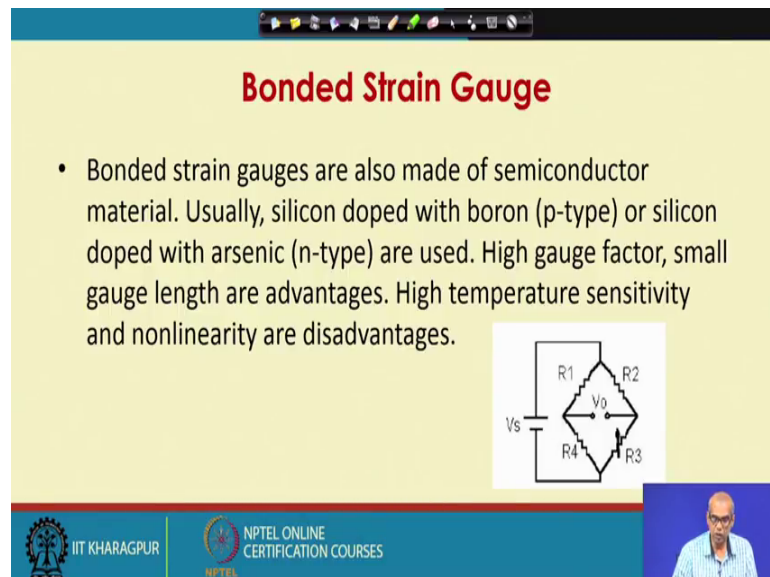 Bonded Strain Gauge
• Bonded strain gauges are also made of semiconductor
material. Usually, silicon doped with boron (p-type) or silicon
doped with arsenic (n-type) are used. High gauge factor, small
gauge length are advantages. High temperature sensitivity
and nonlinearity are disadvantages.
R1 R2
Vo
Vs
R4 R3
IIT KHARAGPUR
NPTEL ONLINE
CERTIFICATION COURSES
NPTEL